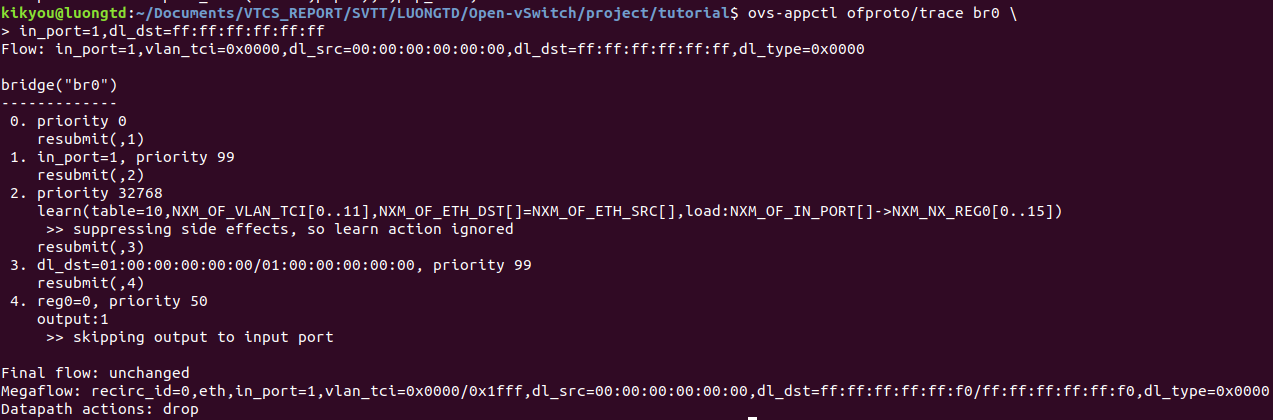 kikyou@luongtd:~/Documents/VTCS_REPORT/SVTT/LUONGTD/Open-vSwitch/project/tutorial$ ovs-appctl ofproto/trace br0 \
> in_port=1,dl_dst=ff:ff:ff:ff:ff:ff
Flow: in_port=1,vlan_tci=0x0000,dl_src=00:00:00:00:00:00,dl_dst=ff:ff:ff:ff:ff:ff,dl_type=0x0000

bridge("br0")
-------------
 0. priority 0
    resubmit(,1)
 1. in_port=1, priority 99
    resubmit(,2)
 2. priority 32768
    learn(table=10,NXM_OF_VLAN_TCI[0..11],NXM_OF_ETH_DST[]=NXM_OF_ETH_SRC[],load:NXM_OF_IN_PORT[]->NXM_NX_REG0[0..15])
     >> suppressing side effects, so learn action ignored
    resubmit(,3)
 3. dl_dst=01:00:00:00:00:00/01:00:00:00:00:00, priority 99
    resubmit(,4)
 4. reg0=0, priority 50
    output:1
     >> skipping output to input port

Final flow: unchanged
Megaflow: recirc_id=0,eth,in_port=1,vlan_tci=0x0000/0x1fff,dl_src=00:00:00:00:00:00,dl_dst=ff:ff:ff:ff:ff:f0/ff:ff:ff:ff:ff:f0,dl_type=0x0000
Datapath actions: drop